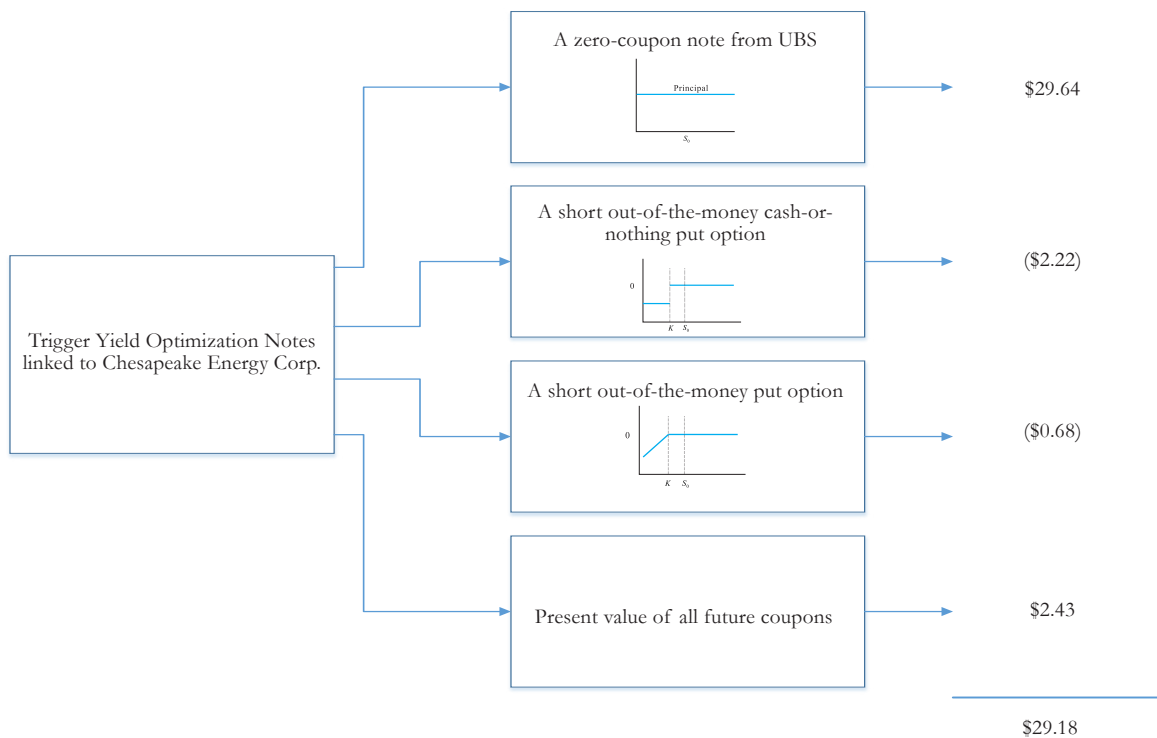 A zero-coupon note from UBS
Principal
S0
$29.64
A short out-of-the-money cash-or-
nothing put option
0
K S0
($2.22)
Trigger Yield Optimization Notes
linked to Chesapeake Energy Corp.
A short out-of-the-money put option
0
K S0
($0.68)
Present value of all future coupons
$2.43
$29.18